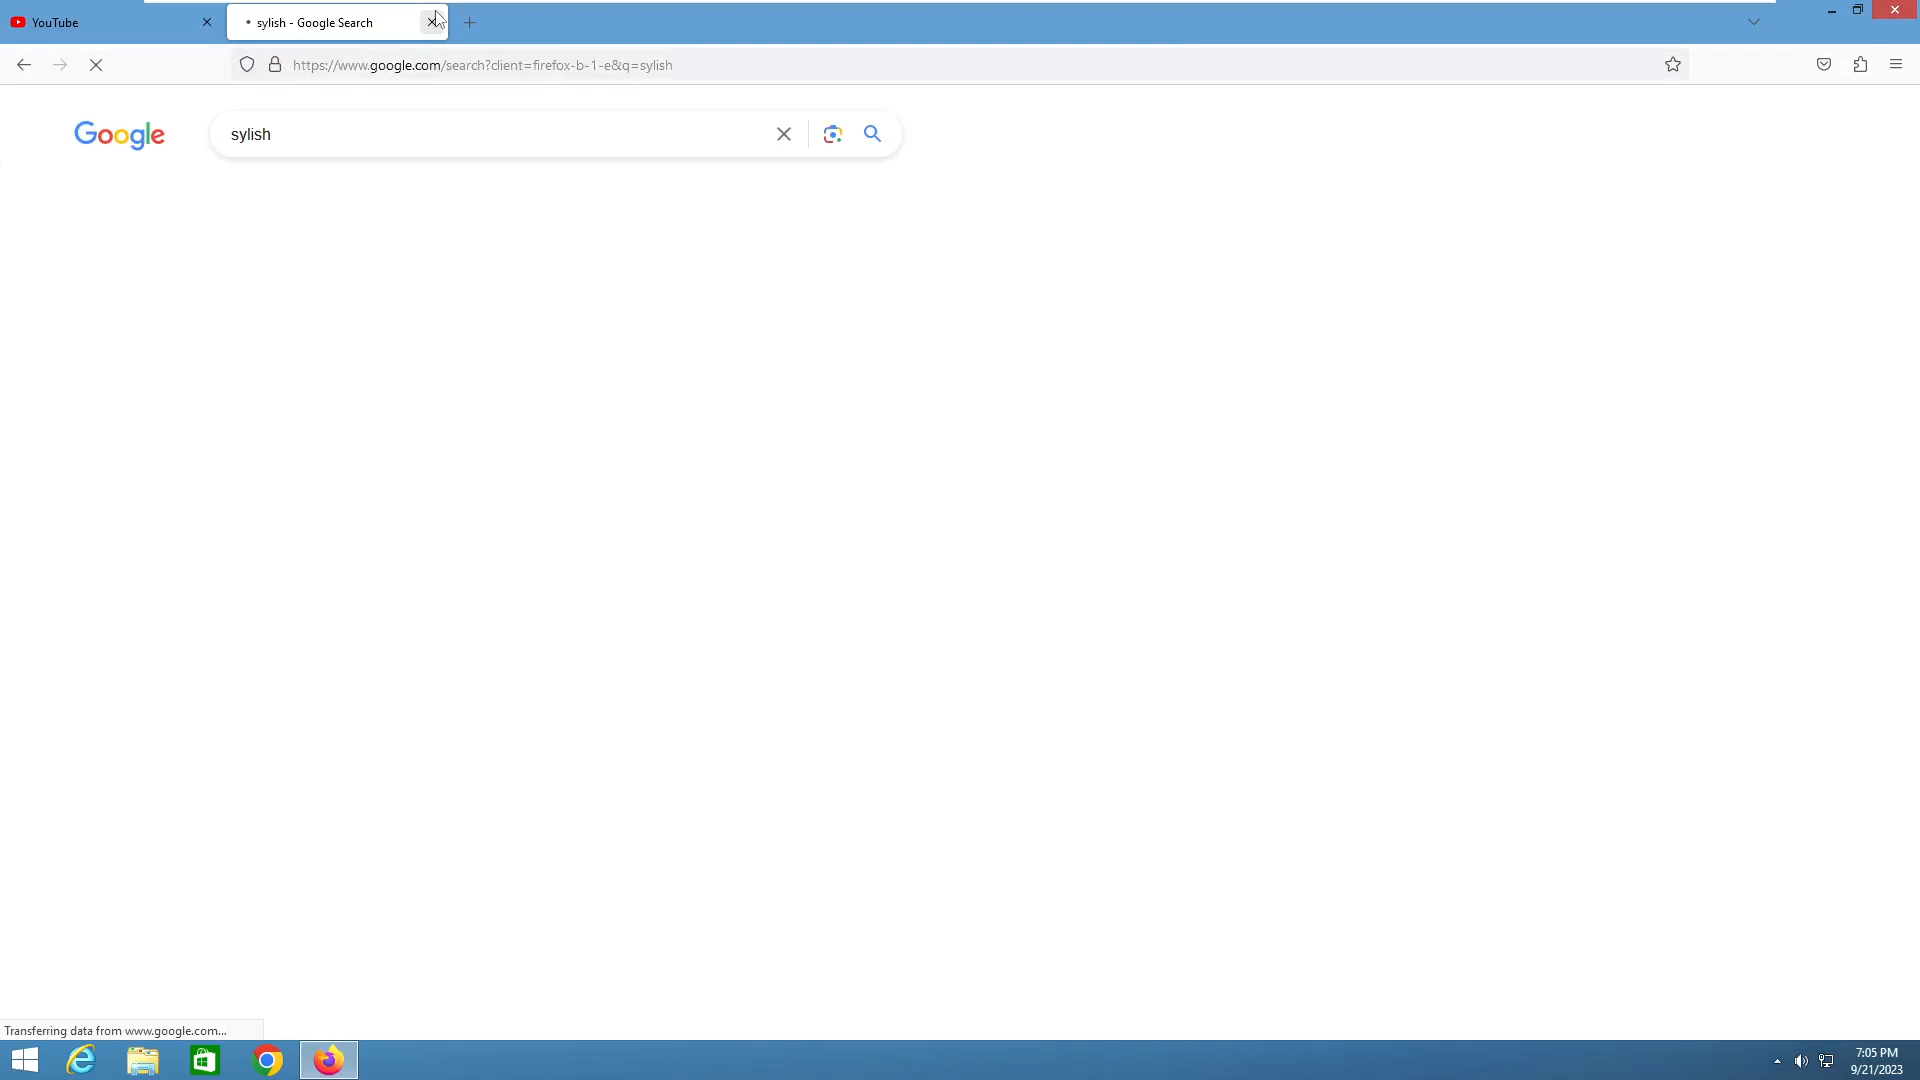 YouTube
sylish - Google Search
https://www.google.com/search?client=firefox-b-1-e&q=sylish
Google
sylish
Transferring data from www.google.com...
7:05 PM
9/21/2023